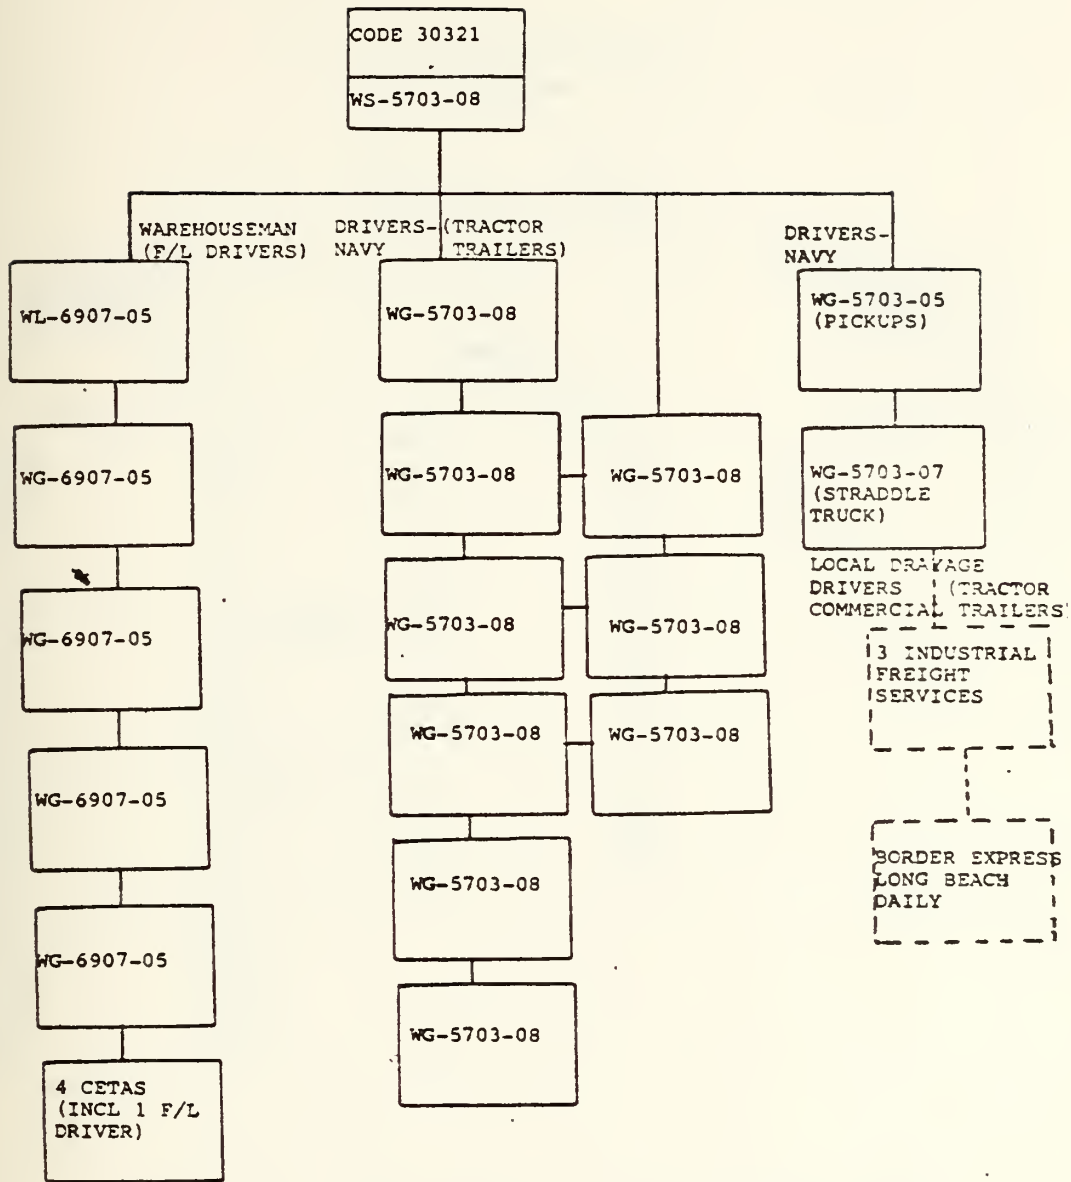 CODE 30321
WS-5703-08
WAREHOUSEMAN
(F/L DRIVERS)
WL-6907-05
WG-6907-05
WG-6907-05
WG-6907-05
WG-6907-05
4 CETAS
(INCL 1 F/L
DRIVER)
DRIVERS- (TRACTOR
NAVY TRAILERS)
WG-5703-08
WG-5703-08
WG-5703-08
WG-5703-08
WG-5703-08
WG-5703-08
WG-5703-08
WG-5703-08
WG-5703-08
DRIVERS-
NAVY
WG-5703-05
(PICKUPS)
WG-5703-07
(STRADDLE
TRUCK)
LOCAL DRAYAGE
DRIVERS (TRACTOR
COMMERCIAL TRAILERS)
3 INDUSTRIAL
FREIGHT
SERVICES
BORDER EXPRESS
LONG BEACH
DAILY